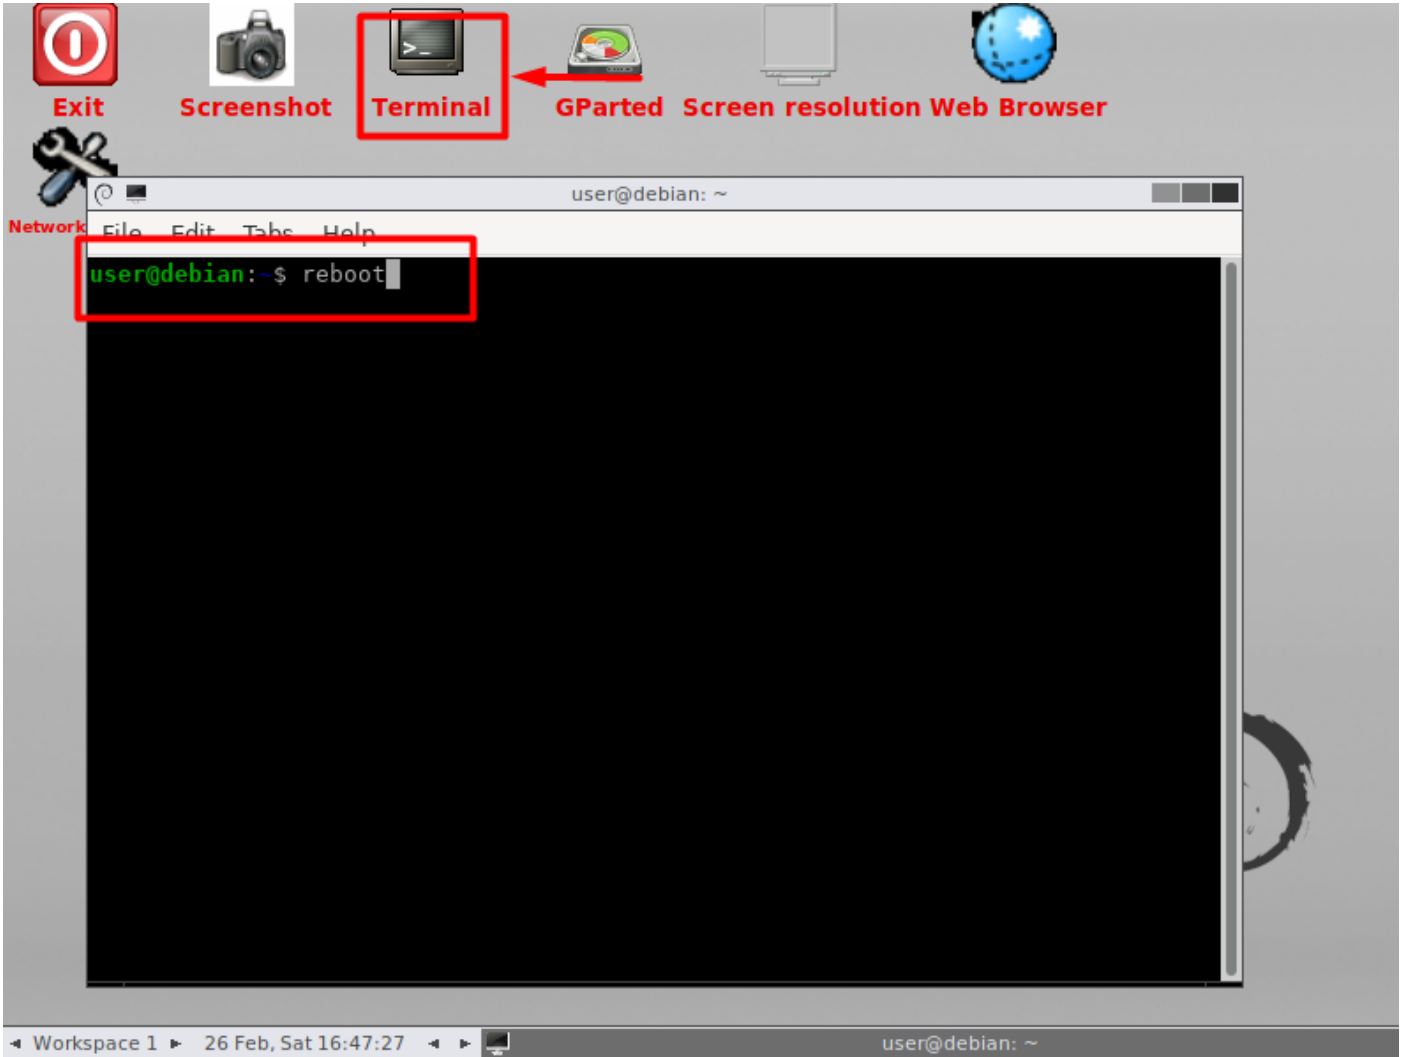 Exit
Screenshot
Terminal
GParted
Screen resolution
Web Browser
Network
user@debian: ~
File Edit Tabs Help
user@debian:~$ reboot
Workspace 1 26 Feb, Sat 16:47:27 user@debian: ~